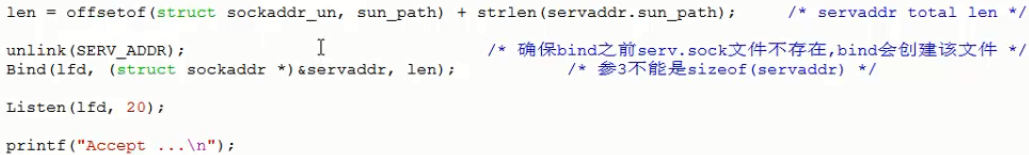 len = offsetof(struct sockaddr_un, sun_path) + strlen(servaddr.sun_path);    /* servaddr total len */
unlink(SERV_ADDR);    /* 确保bind之前serv.sock文件不存在,bind会创建该文件 */
Bind(lfd, (struct sockaddr *)&servaddr, len);    /* 参3不能是sizeof(servaddr) */
Listen(lfd, 20);
printf("Accept ...\n");